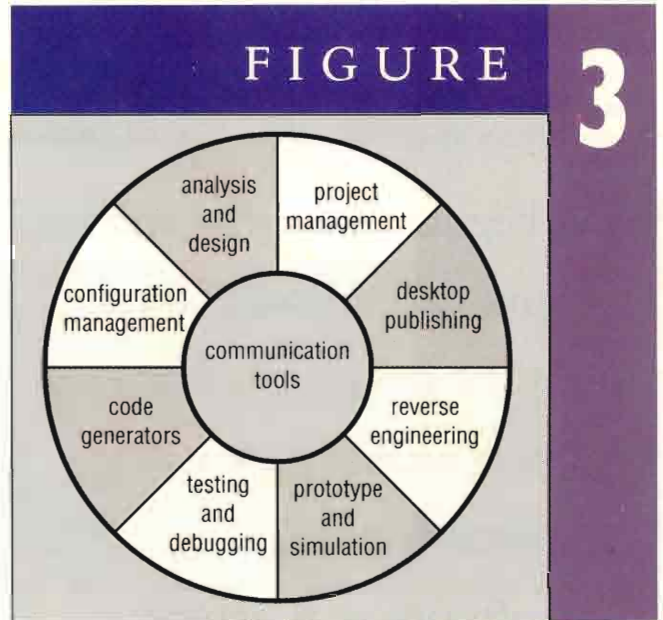 FIGURE
3
analysis
and
design
project
management
desktop
publishing
reverse
engineering
prototype
and
simulation
testing
and
debugging
code
generators
configuration
management
communication
tools